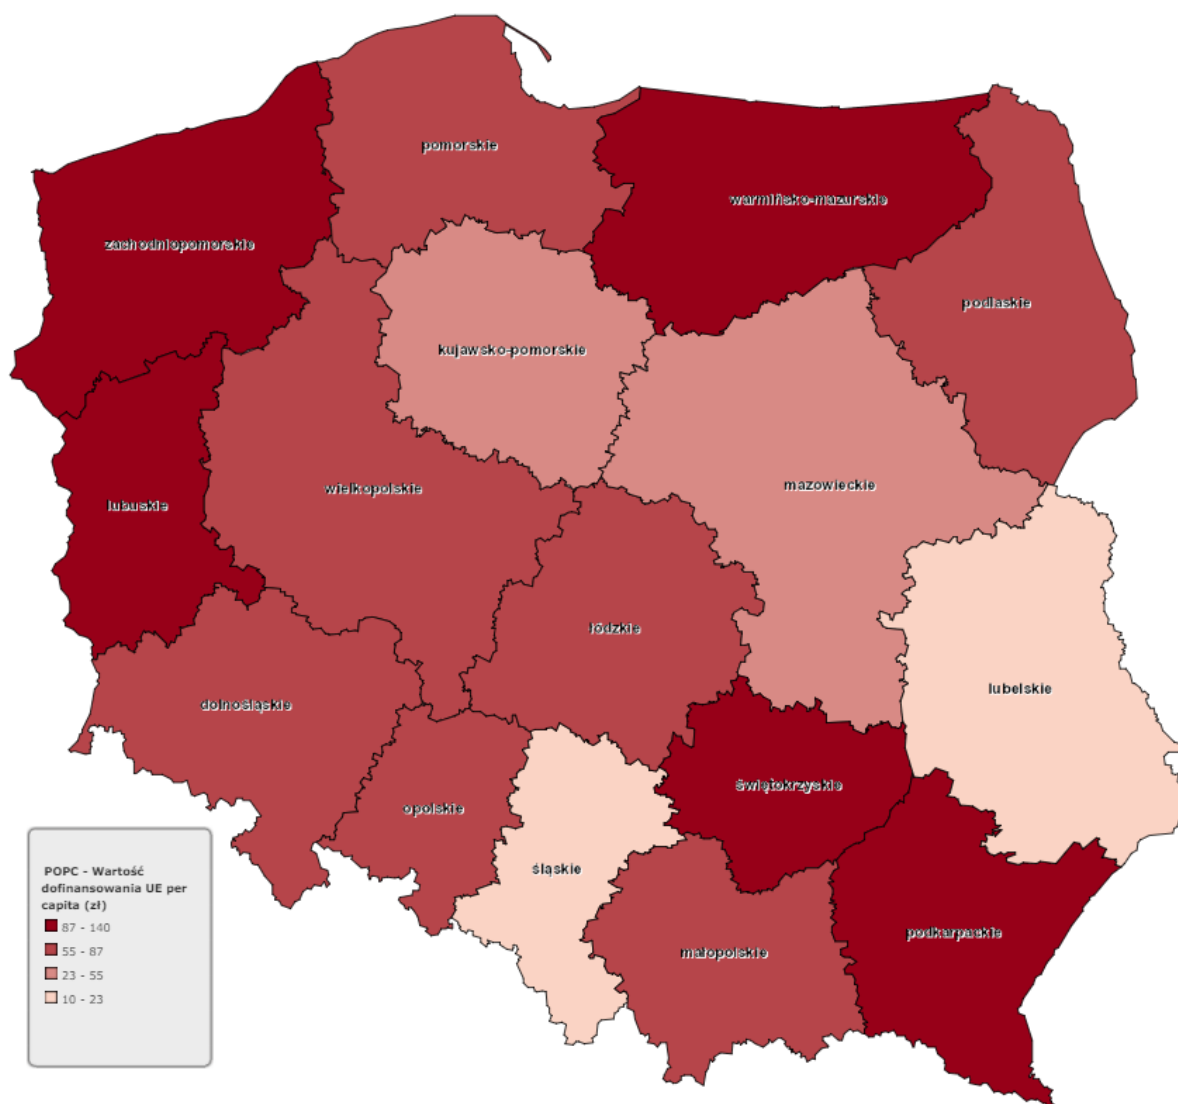 pomorskie
warmińsko-mazurskie
zachodniopomorskie
podlaskie
kujawsko-pomorskie
wielkopolskie
mazowieckie
lubuskie
łódzkie
lubelskie
dolnośląskie
świętokrzyskie
opolskie
śląskie
podkarpackie
małopolskie
POPC - Wartość
dofinansowania UE per
capita (zł)
87 - 140
55 - 87
23 - 55
10 - 23